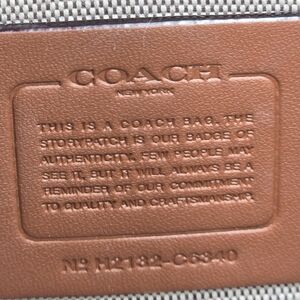 COACH
NEW YORK
THIS IS A COACH BAG. THE
STORYPATCH IS OUR BADGE OF
AUTHENTICITY. FEW PEOPLE MAY
SEE IT, BUT IT WILL ALWAYS BE A
REMINDER OF OUR COMMITMENT
TO QUALITY AND CRAFTSMANSHIP.
Nº H2132-C6340